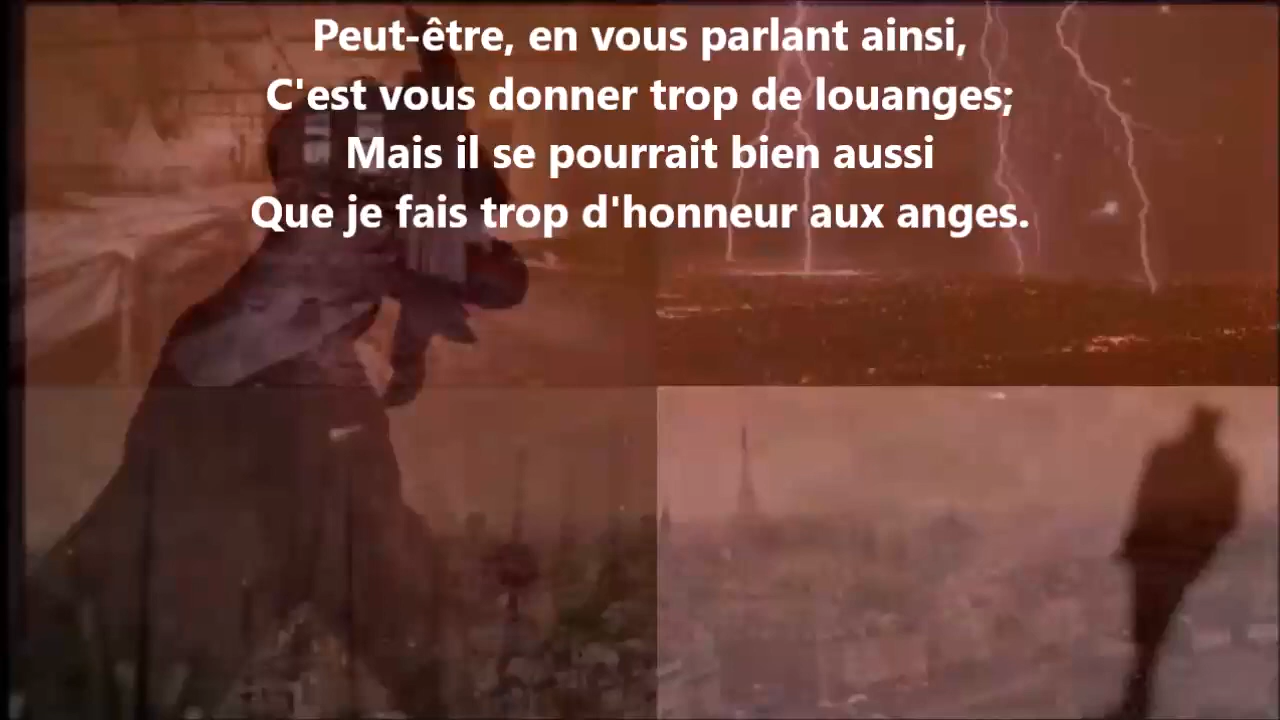 Peut-être, en vous parlant ainsi,
C'est vous donner trop de louanges;
Mais il se pourrait bien aussi
Que je fais trop d'honneur aux anges.